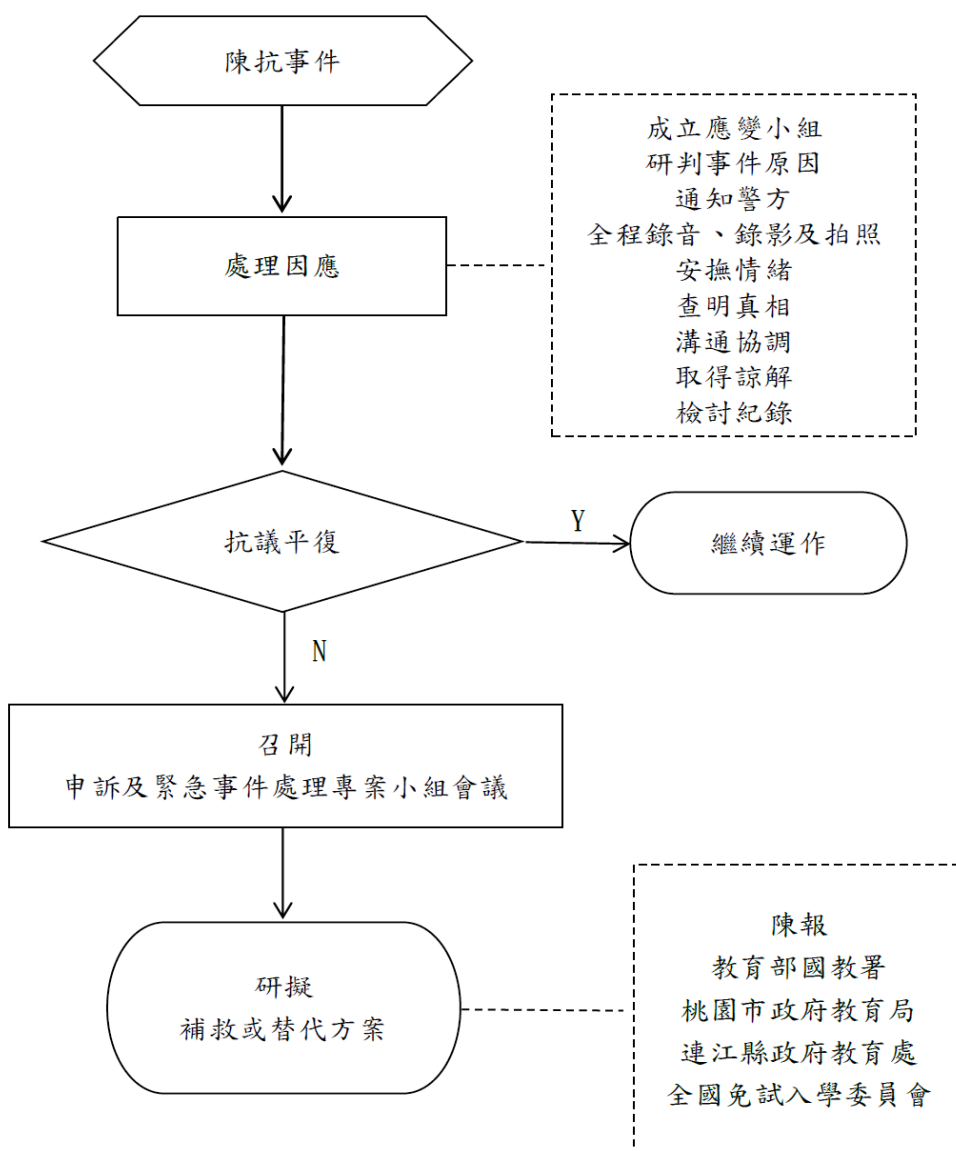 陳抗事件
成立應變小組
研判事件原因
通知警方
全程錄音、錄影及拍照
安撫情緒
查明真相
溝通協調
取得諒解
檢討紀錄
處理因應
抗議平復
Y
繼續運作
N
召開
申訴及緊急事件處理專案小組會議
研擬
補救或替代方案
陳報
教育部國教署
桃園市政府教育局
連江縣政府教育處
全國免試入學委員會